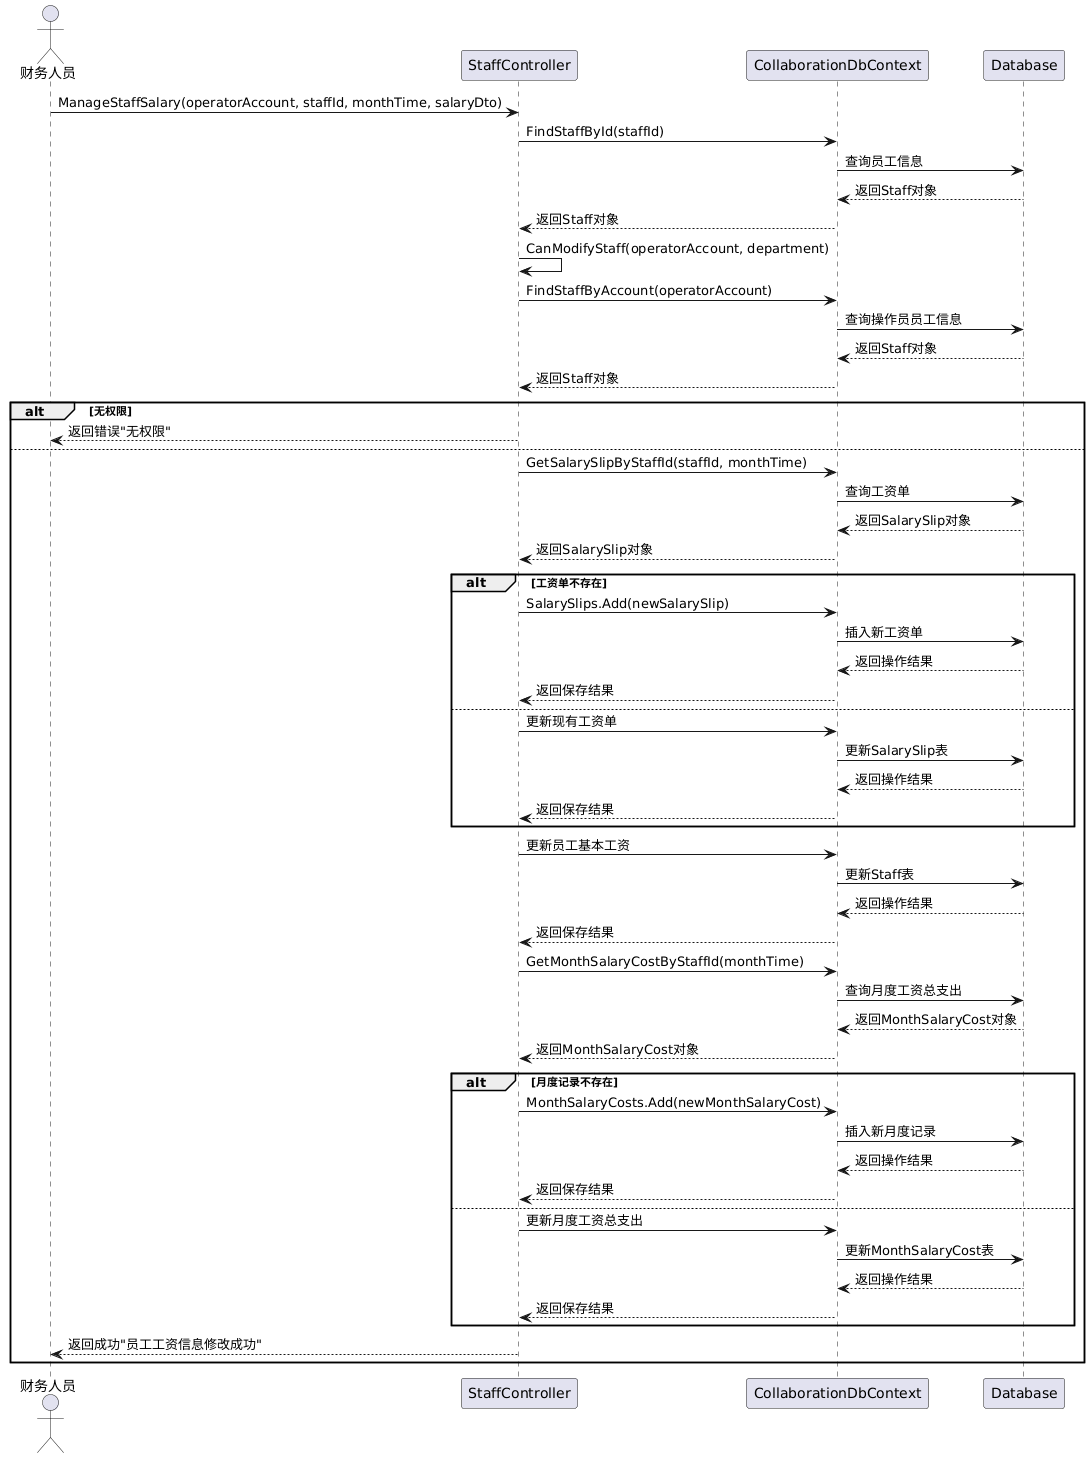 财务人员
StaffController
CollaborationDbContext
Database
ManageStaffSalary(operatorAccount, staffId, monthTime, salaryDto)
FindStaffById(staffId)
查询员工信息
返回Staff对象
返回Staff对象
CanModifyStaff(operatorAccount, department)
FindStaffByAccount(operatorAccount)
查询操作员员工信息
返回Staff对象
返回Staff对象
alt [无权限]
返回错误"无权限"
GetSalarySlipByStaffId(staffId, monthTime)
查询工资单
返回SalarySlip对象
返回SalarySlip对象
alt [工资单不存在]
SalarySlips.Add(newSalarySlip)
插入新工资单
返回操作结果
返回保存结果
更新现有工资单
更新SalarySlip表
返回操作结果
返回保存结果
更新员工基本工资
更新Staff表
返回操作结果
返回保存结果
GetMonthSalaryCostByStaffId(monthTime)
查询月度工资总支出
返回MonthSalaryCost对象
返回MonthSalaryCost对象
alt [月度记录不存在]
MonthSalaryCosts.Add(newMonthSalaryCost)
插入新月度记录
返回操作结果
返回保存结果
更新月度工资总支出
更新MonthSalaryCost表
返回操作结果
返回保存结果
返回成功"员工工资信息修改成功"
财务人员
StaffController
CollaborationDbContext
Database